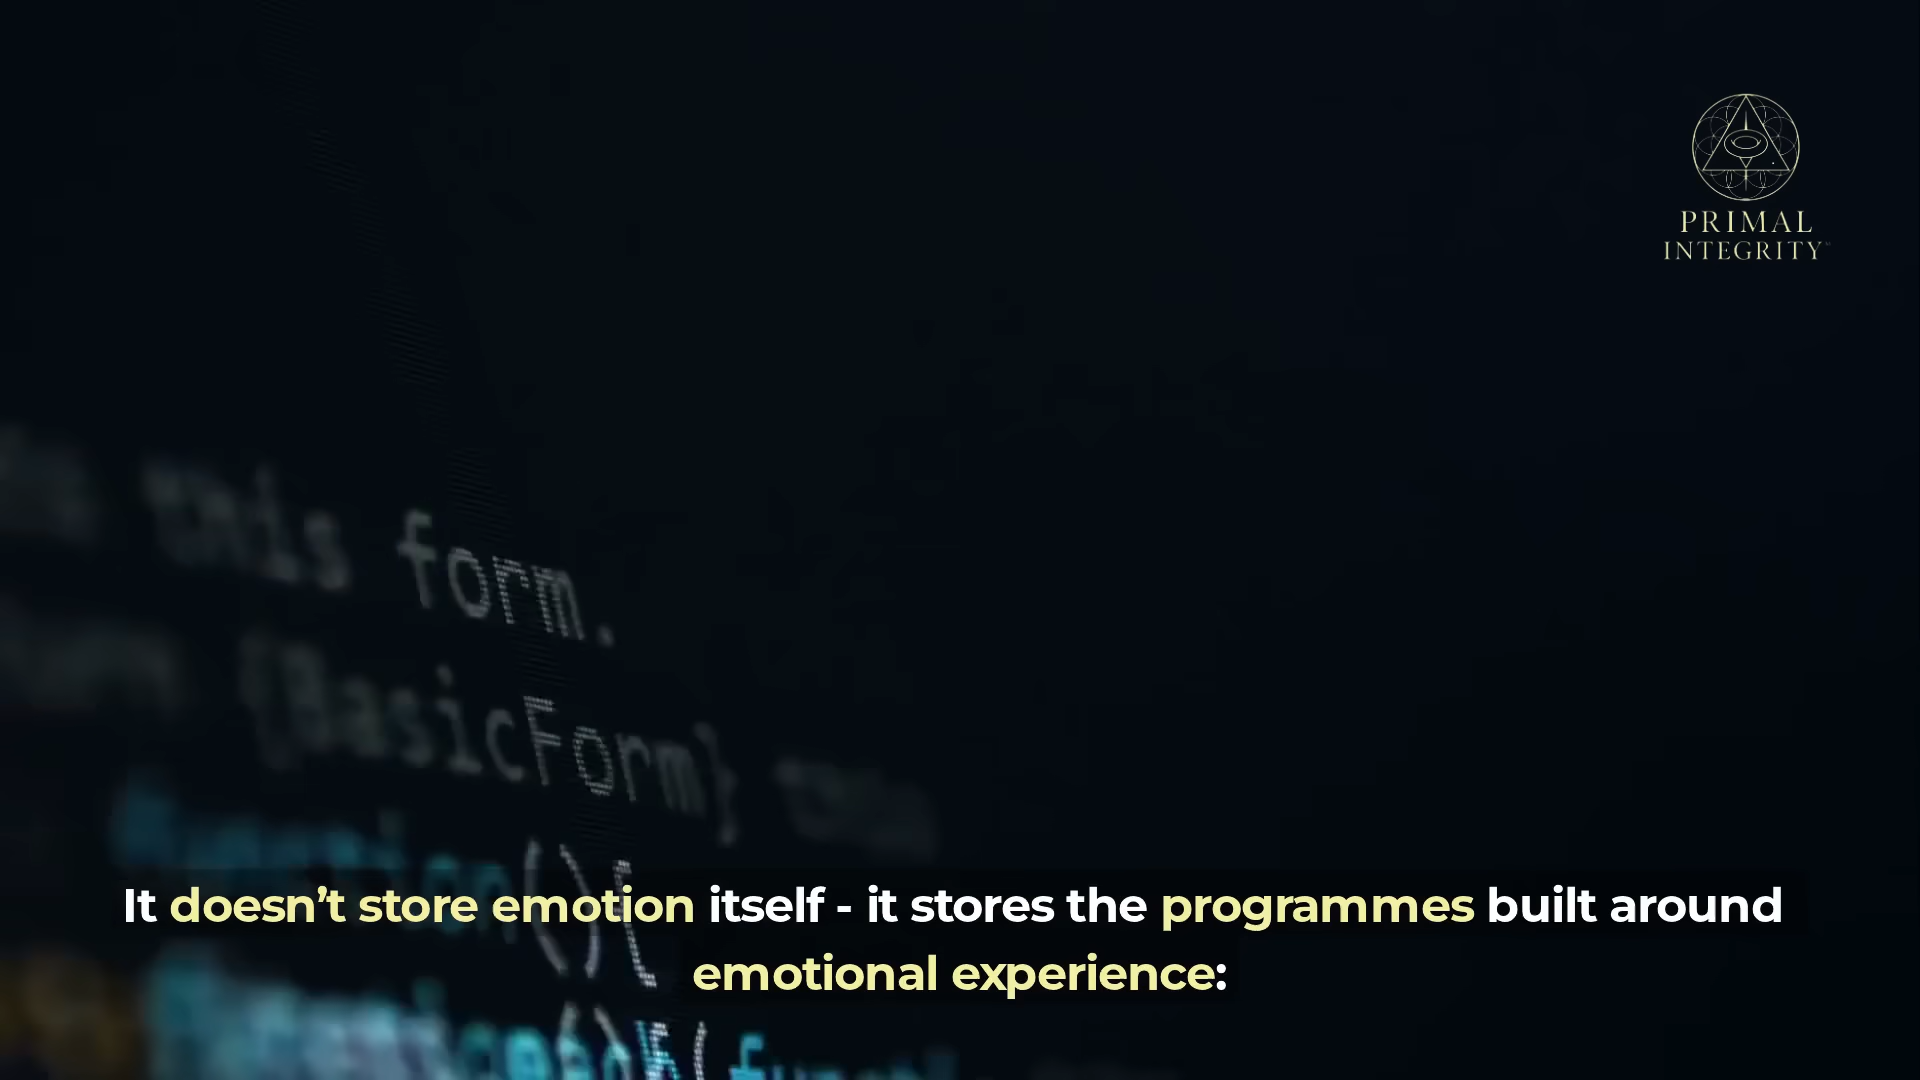 PRIMAL
INTEGRITY
this form.
{BasicForm}
It doesn’t store emotion itself - it stores the programmes built around
emotional experience: